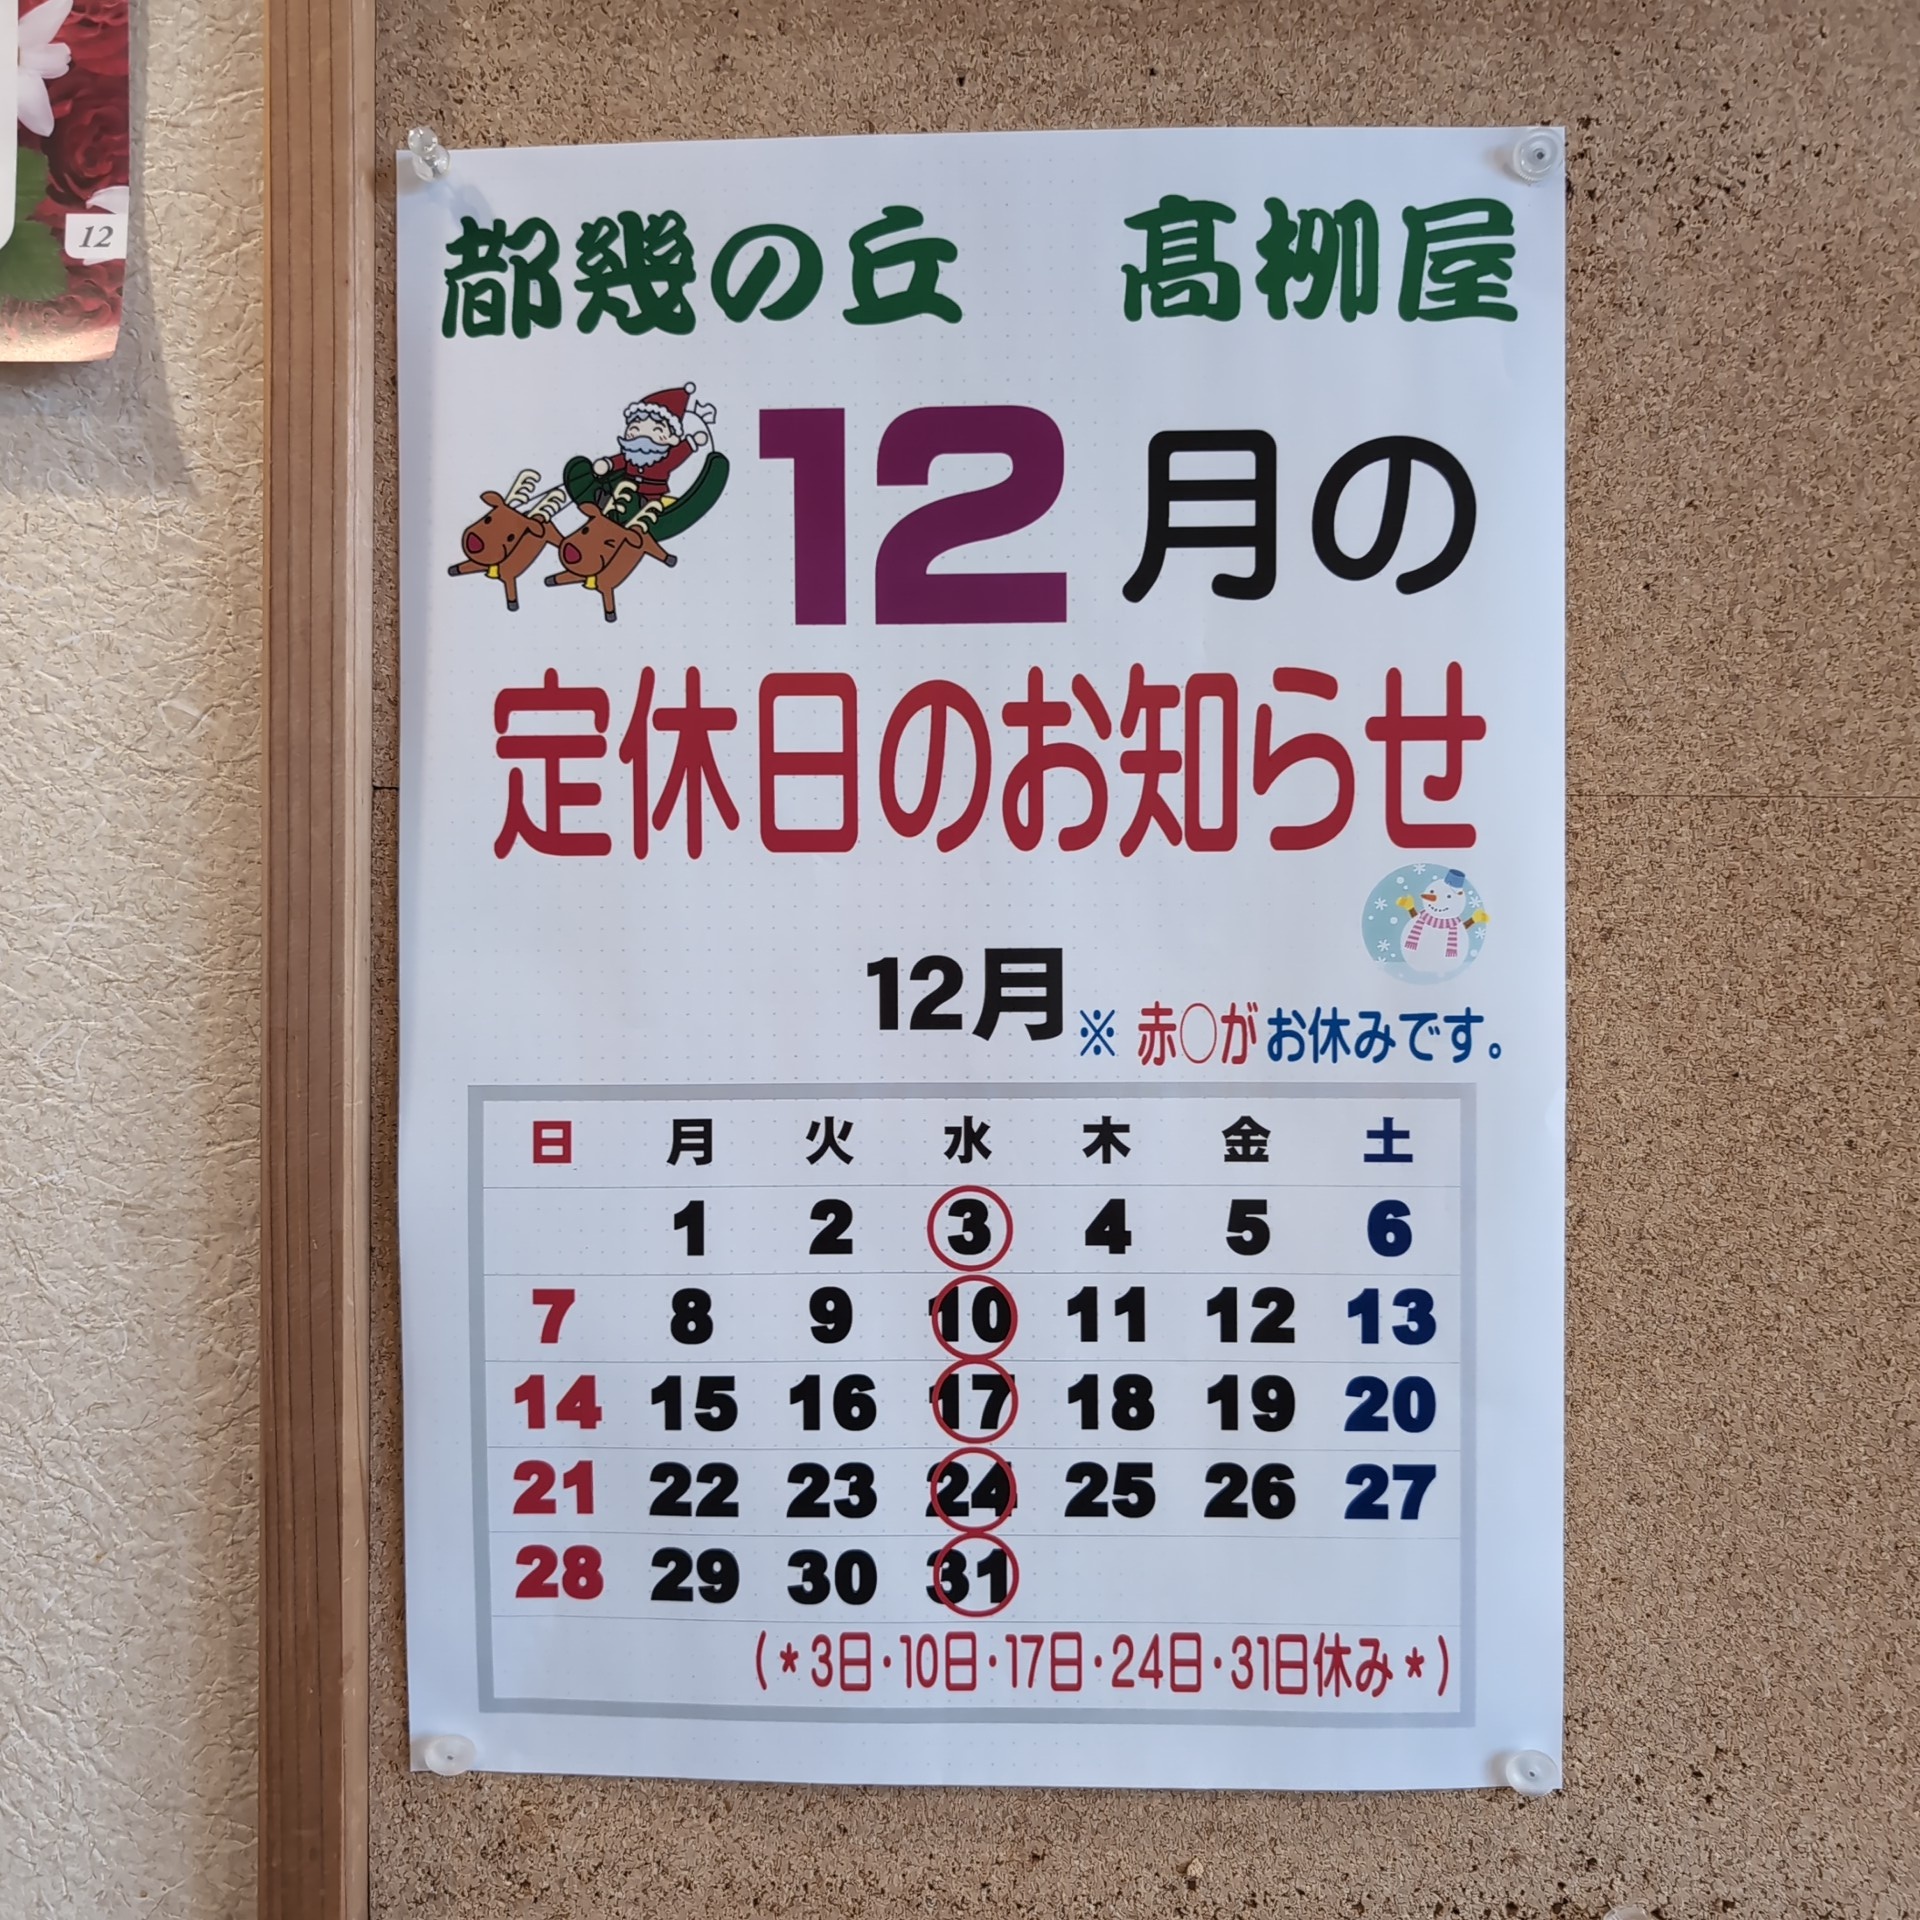 12
都幾の丘　髙柳屋
12月の
定休日のお知らせ
12月
※ 赤○がお休みです。
日 月 火 水 木 金 土
1 2 3 4 5 6
7 8 9 10 11 12 13
14 15 16 17 18 19 20
21 22 23 24 25 26 27
28 29 30 31
(*3日・10日・17日・24日・31日休み*)